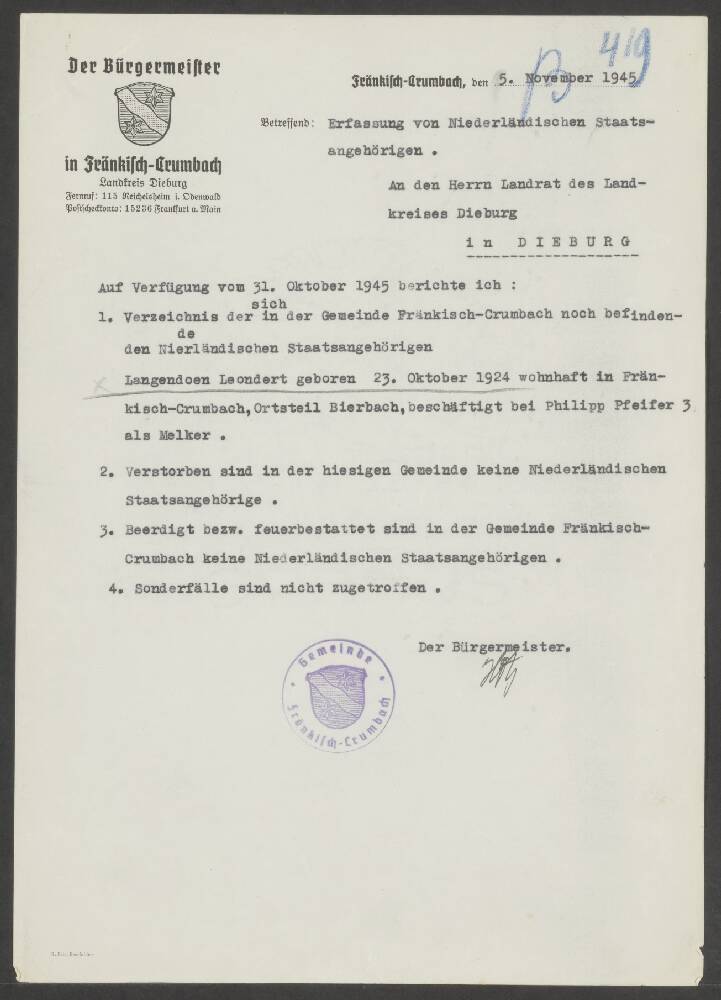 Der Bürgermeister
in Fränkisch-Crumbach
Landkreis Dieburg
Fernruf: 115 Reichelsheim i. Odenwald
Postscheckkonto: 15236 Frankfurt a. Main
419
Fränkisch-Crumbach, den 5. November 1945
Betreffend: Erfassung von Niederländischen Staats-
angehörigen .
An den Herrn Landrat des Land-
kreises Dieburg
in DIEBURG
Auf Verfügung vom 31. Oktober 1945 berichte ich :
sich
1. Verzeichnis der in der Gemeinde Fränkisch-Crumbach noch befinden-
de
den Nierländischen Staatsangehörigen
x Langendoen Leondert geboren 23. Oktober 1924 wohnhaft in Frän-
kisch-Crumbach,Ortsteil Bierbach,beschäftigt bei Philipp Pfeifer 3
als Melker .
2. Verstorben sind in der hiesigen Gemeinde keine Niederländischen
Staatsangehörige .
3. Beerdigt bezw. feuerbestattet sind in der Gemeinde Fränkisch-
Crumbach keine Niederländischen Staatsangehörigen .
4. Sonderfälle sind nicht zugetroffen .
Der Bürgermeister.
Gemeinde
Fränkisch-Crumbach